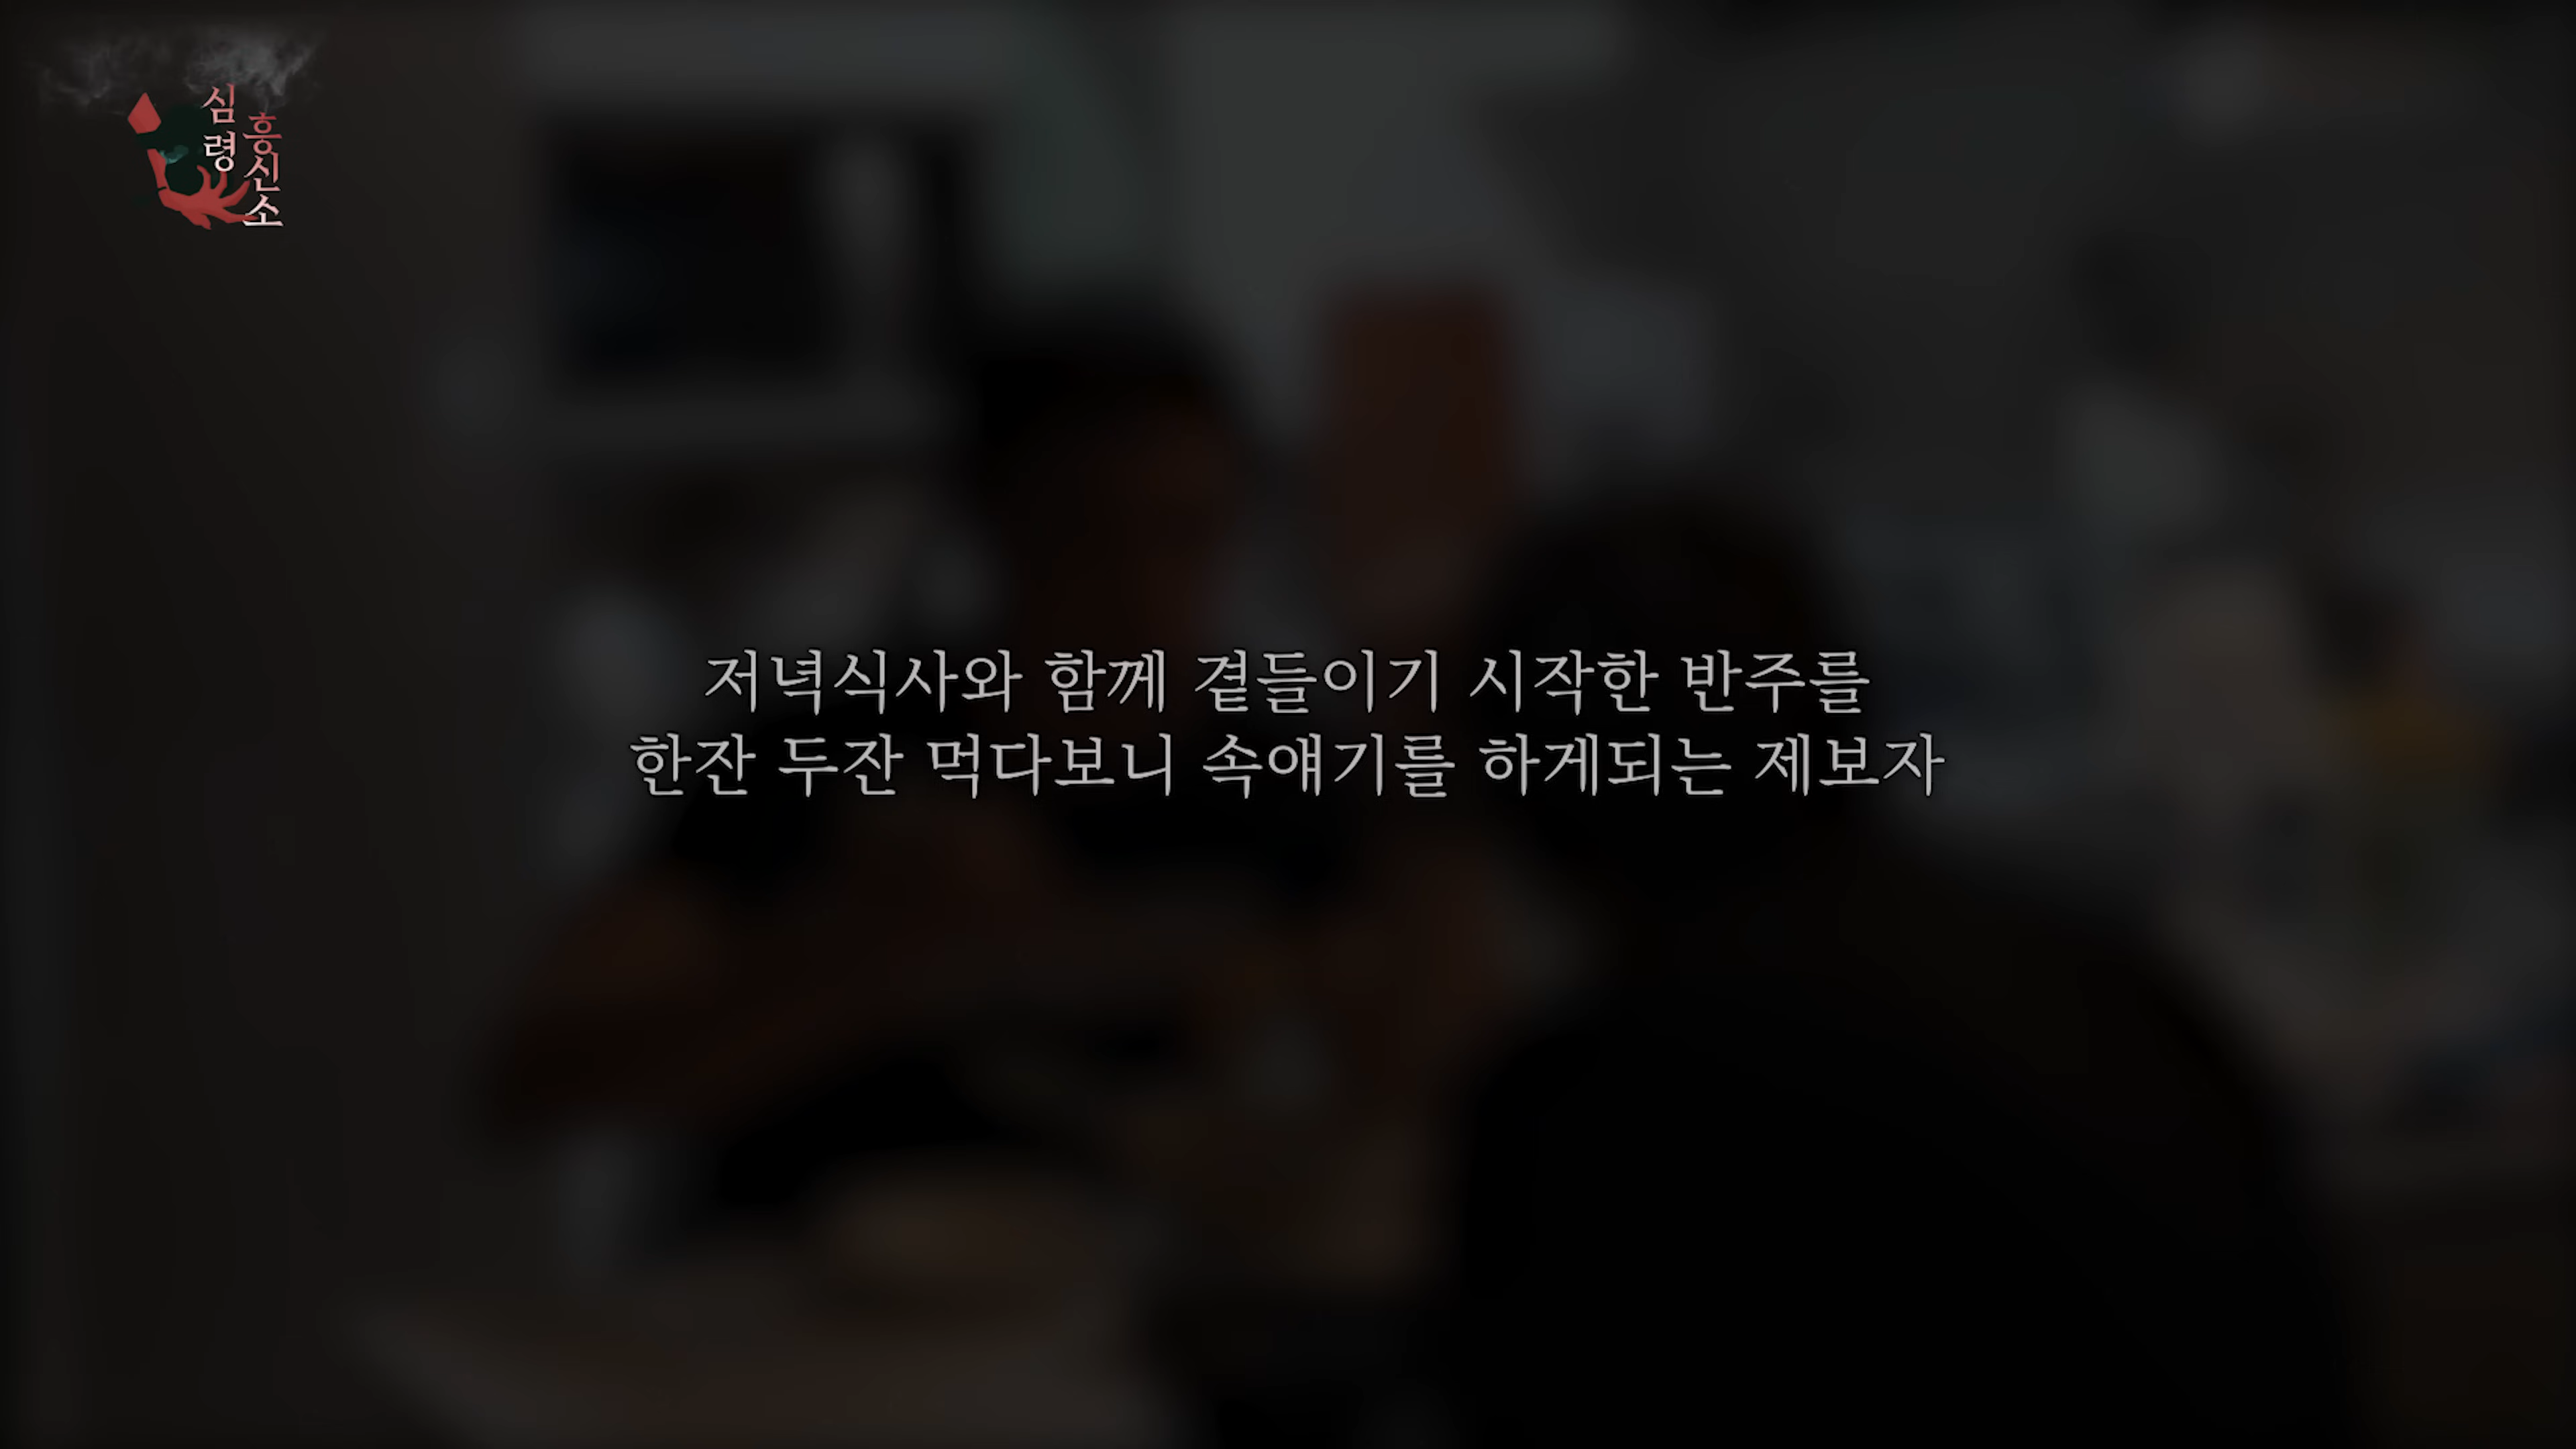 심령
흥신소
저녁식사와 함께 곁들이기 시작한 반주를
한잔 두잔 먹다보니 속얘기를 하게되는 제보자